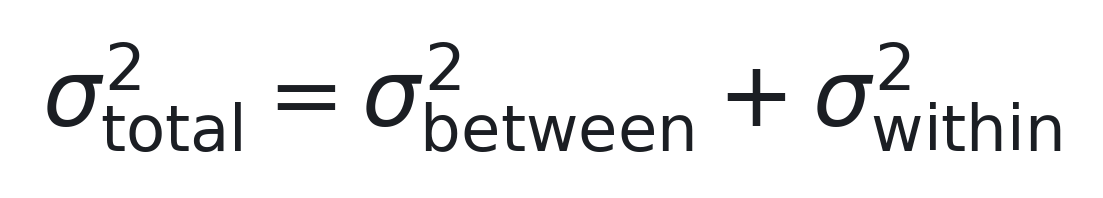 σ²_total = σ²_between + σ²_within